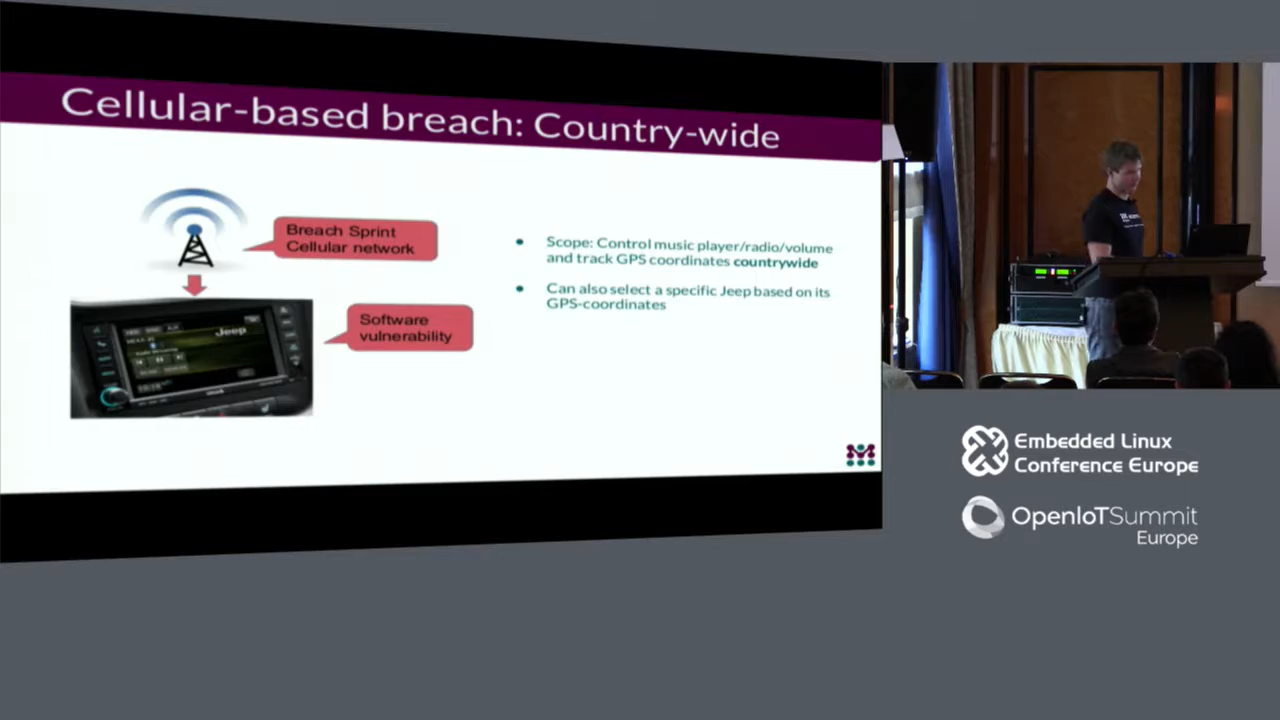 Cellular-based breach: Country-wide
Breach Sprint
Cellular network
Software
vulnerability
Jeep
Scope: Control music player/radio/volume
and track GPS coordinates countrywide
Can also select a specific Jeep based on its
GPS-coordinates
Embedded Linux
Conference Europe
OpenIoTSummit
Europe